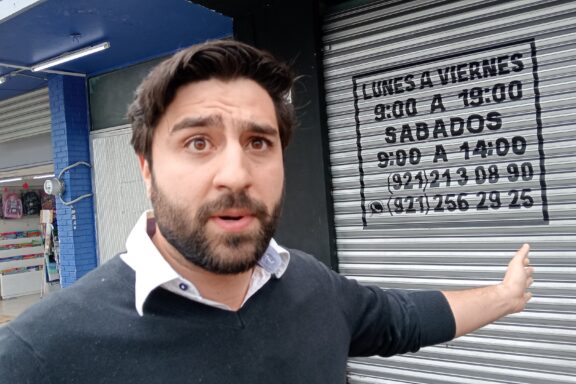 LUNES A VIERNES
9:00 A 19:00
SABADOS
9:00 A 14:00
(921) 213 08 90
(921) 256 29 25